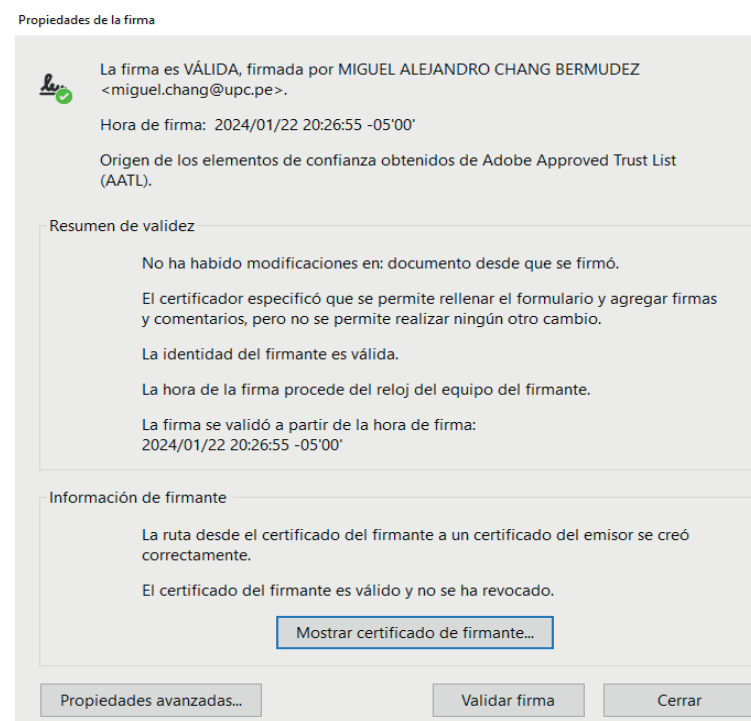 Propiedades de la firma
La firma es VÁLIDA, firmada por MIGUEL ALEJANDRO CHANG BERMUDEZ
<miguel.chang@upc.pe>.
Hora de firma: 2024/01/22 20:26:55 -05'00'
Origen de los elementos de confianza obtenidos de Adobe Approved Trust List
(AATL).
Resumen de validez
No ha habido modificaciones en: documento desde que se firmó.
El certificador especificó que se permite rellenar el formulario y agregar firmas
y comentarios, pero no se permite realizar ningún otro cambio.
La identidad del firmante es válida.
La hora de la firma procede del reloj del equipo del firmante.
La firma se validó a partir de la hora de firma:
2024/01/22 20:26:55 -05'00'
Información de firmante
La ruta desde el certificado del firmante a un certificado del emisor se creó
correctamente.
El certificado del firmante es válido y no se ha revocado.
Mostrar certificado de firmante...
Propiedades avanzadas... Validar firma Cerrar